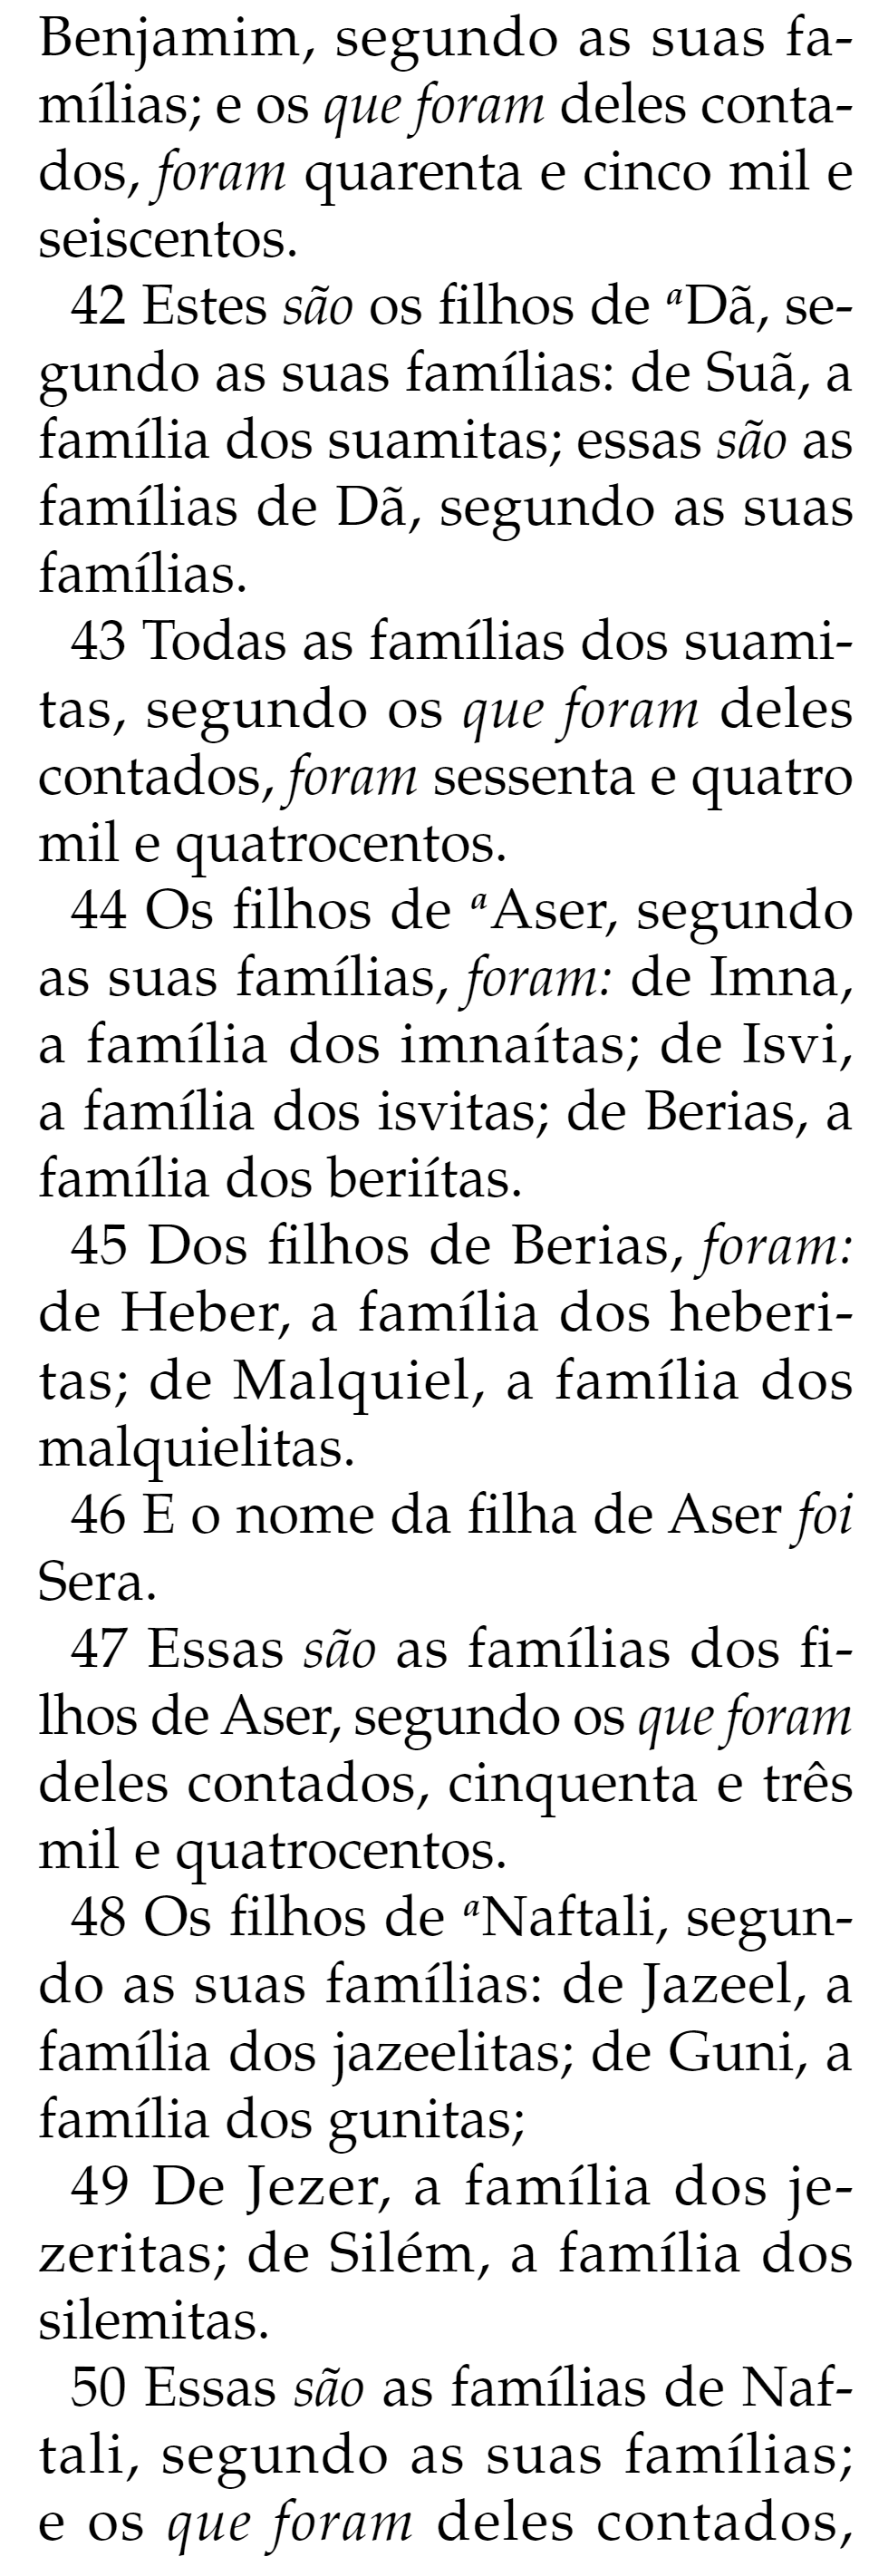 Benjamim, segundo as suas fa-
mílias; e os que foram deles conta-
dos, foram quarenta e cinco mil e
seiscentos.
42 Estes são os filhos de ᵃDã, se-
gundo as suas famílias: de Suã, a
família dos suamitas; essas são as
famílias de Dã, segundo as suas
famílias.
43 Todas as famílias dos suami-
tas, segundo os que foram deles
contados, foram sessenta e quatro
mil e quatrocentos.
44 Os filhos de ᵃAser, segundo
as suas famílias, foram: de Imna,
a família dos imnaítas; de Isvi,
a família dos isvitas; de Berias, a
família dos beriítas.
45 Dos filhos de Berias, foram:
de Heber, a família dos heberi-
tas; de Malquiel, a família dos
malquielitas.
46 E o nome da filha de Aser foi
Sera.
47 Essas são as famílias dos fi-
lhos de Aser, segundo os que foram
deles contados, cinquenta e três
mil e quatrocentos.
48 Os filhos de ᵃNaftali, segun-
do as suas famílias: de Jazeel, a
família dos jazeelitas; de Guni, a
família dos gunitas;
49 De Jezer, a família dos je-
zeritas; de Silém, a família dos
silemitas.
50 Essas são as famílias de Naf-
tali, segundo as suas famílias;
e os que foram deles contados,